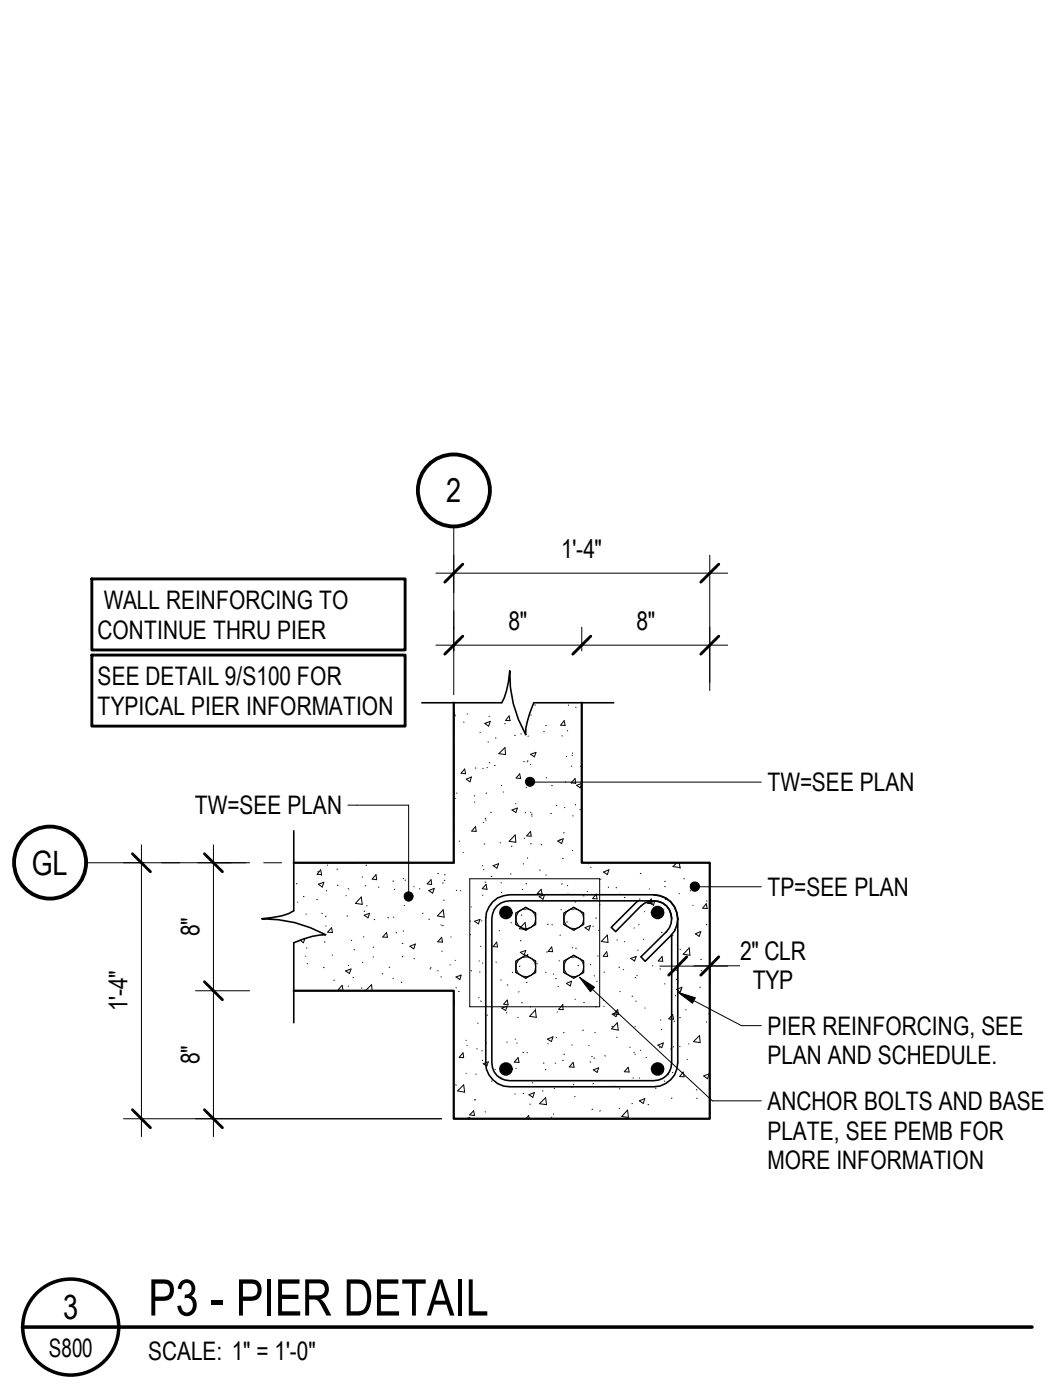 2
1'-4"
8"
8"
WALL REINFORCING TO
CONTINUE THRU PIER
SEE DETAIL 9/S100 FOR
TYPICAL PIER INFORMATION
TW=SEE PLAN
TW=SEE PLAN
GL
TP=SEE PLAN
8"
2" CLR
TYP
1'-4"
8"
PIER REINFORCING, SEE
PLAN AND SCHEDULE.
ANCHOR BOLTS AND BASE
PLATE, SEE PEMB FOR
MORE INFORMATION
3
S800
P3 - PIER DETAIL
SCALE: 1" = 1'-0"